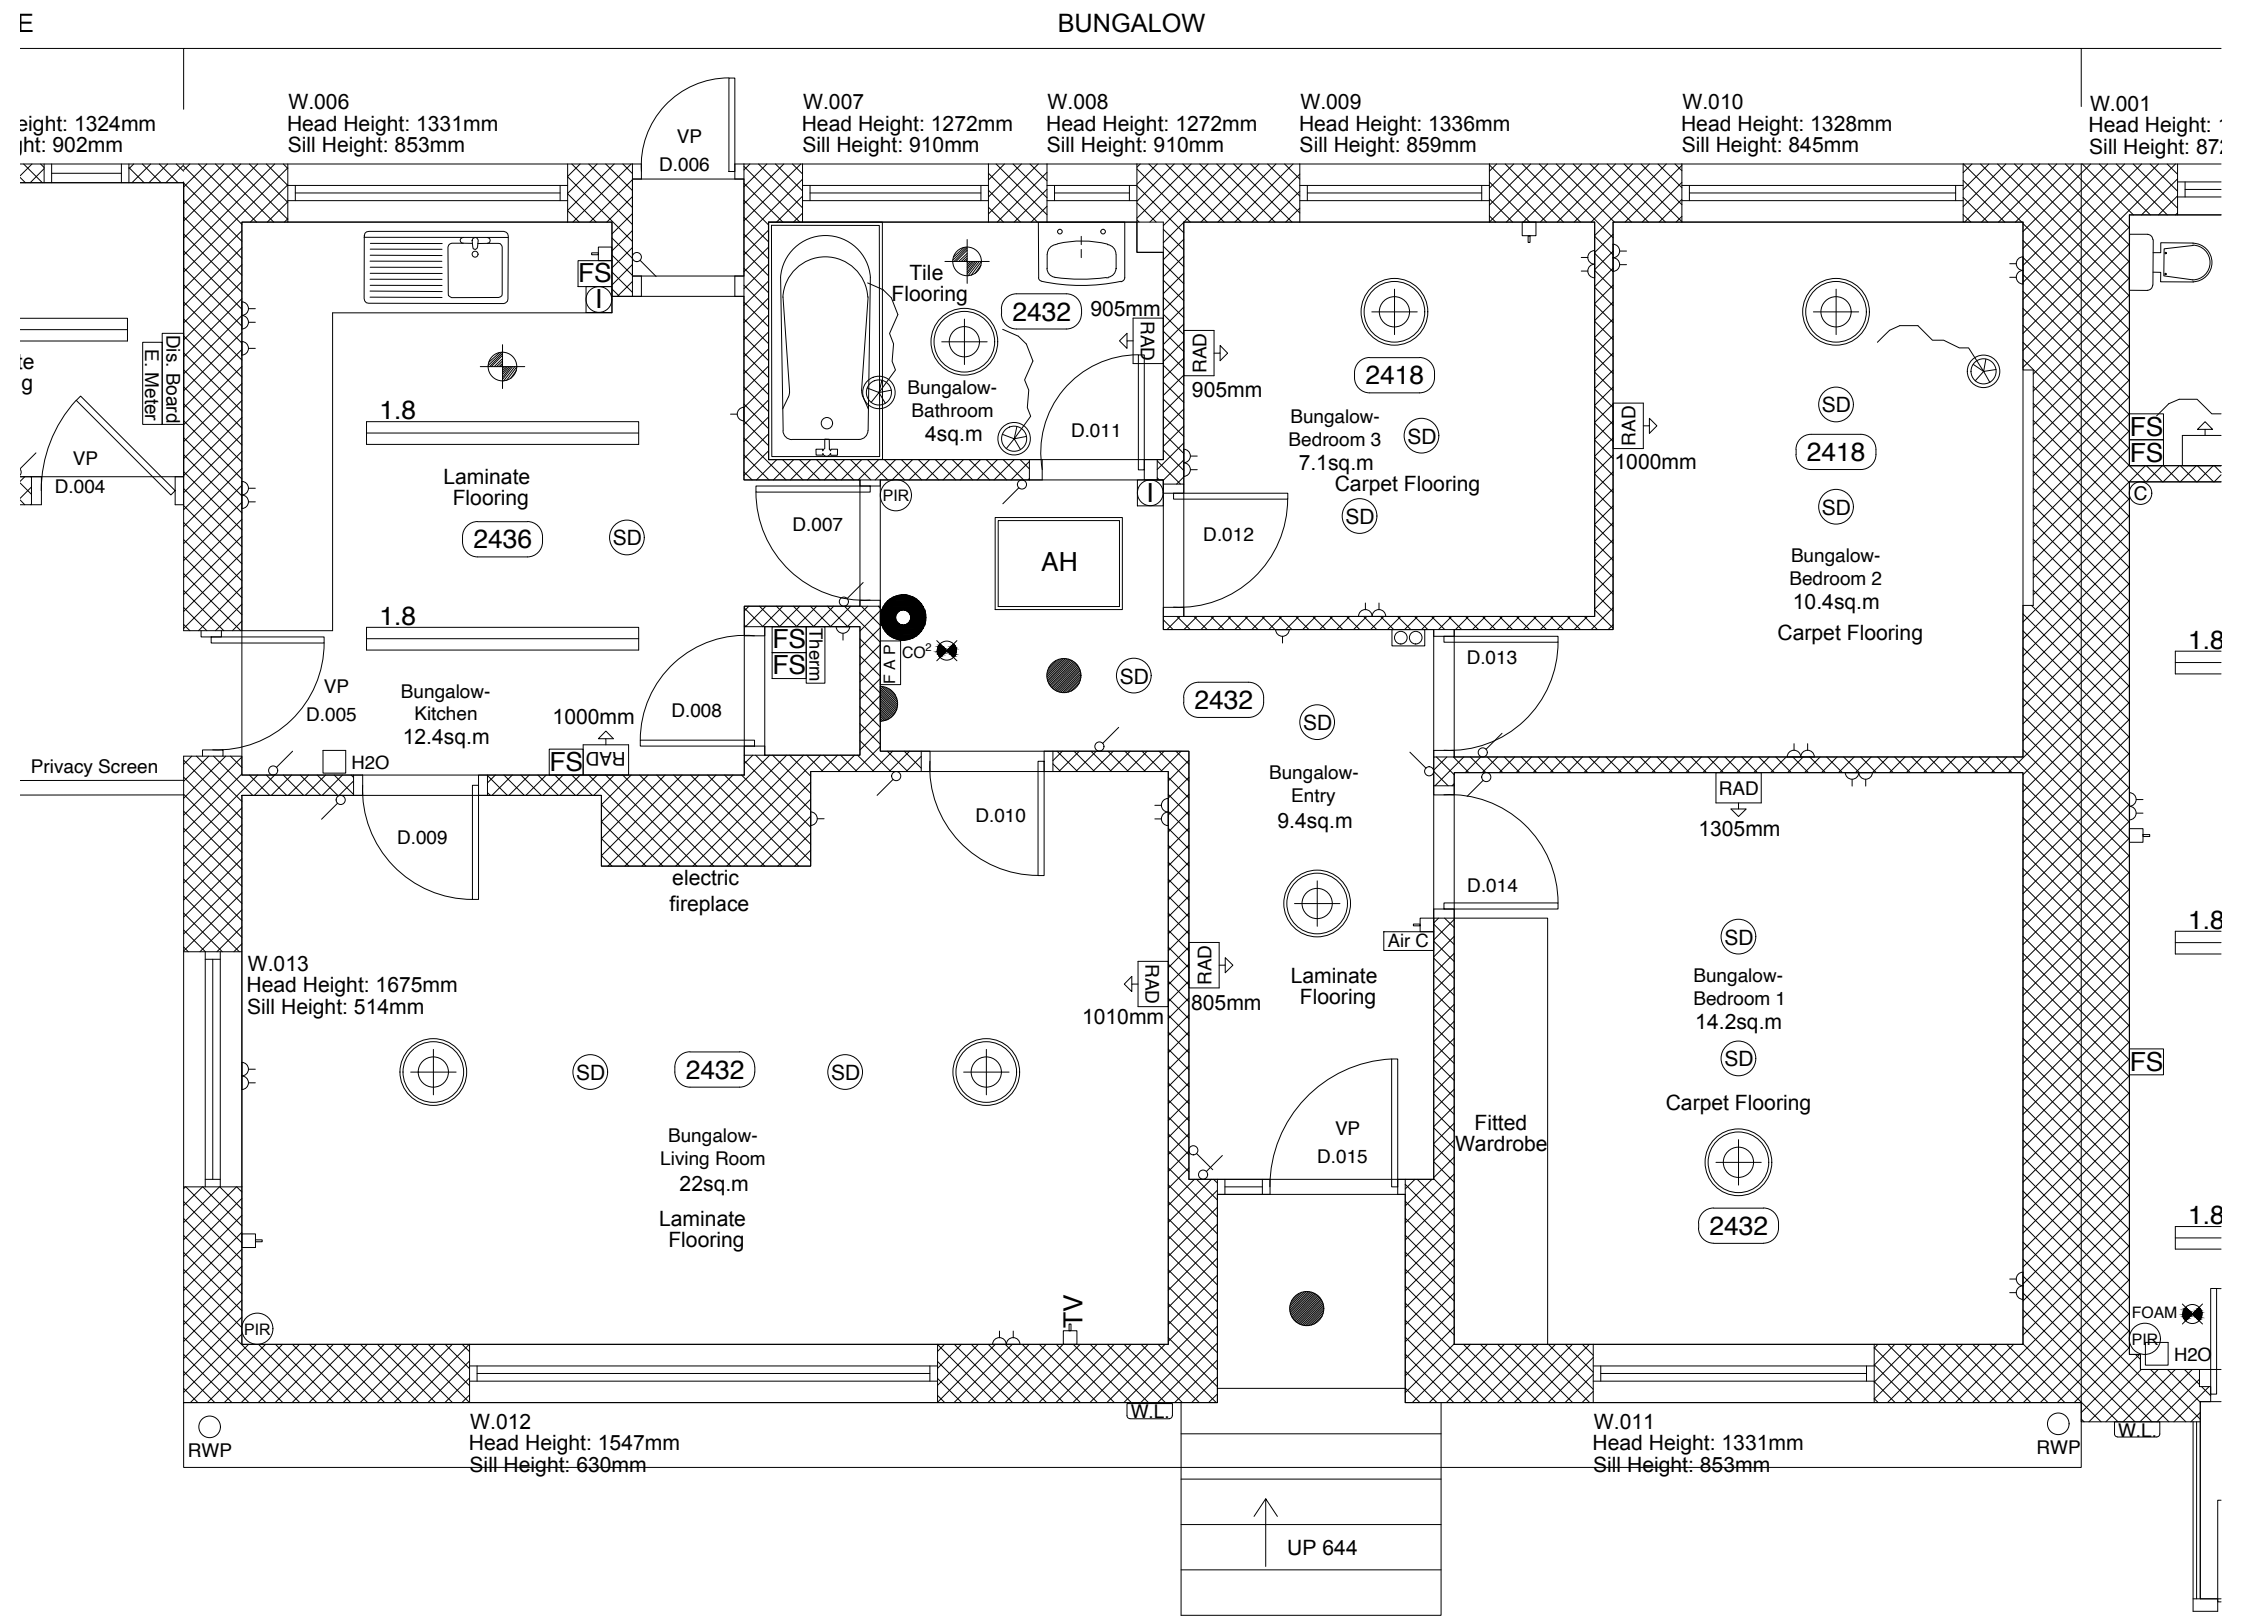 E
BUNGALOW
W.006
Head Height: 1331mm
Sill Height: 853mm
VP
D.006
W.007
Head Height: 1272mm
Sill Height: 910mm
W.008
Head Height: 1272mm
Sill Height: 910mm
W.009
Head Height: 1336mm
Sill Height: 859mm
W.010
Head Height: 1328mm
Sill Height: 845mm
W.001
Head Height:
Sill Height: 87
eight: 1324mm
ht: 902mm
te
g
Dis. Board
E. Meter
VP
D.004
Privacy Screen
FS
I
1.8
Laminate
Flooring
2436
SD
1.8
VP
D.005
Bungalow-
Kitchen
12.4sq.m
H2O
1000mm
FS
RAD
D.008
FS
FS
Therm
D.007
Tile
Flooring
2432
905mm
RAD
Bungalow-
Bathroom
4sq.m
D.011
PIR
I
AH
FAP
CO²
SD
2432
SD
Bungalow-
Entry
9.4sq.m
Air C
RAD
805mm
Laminate
Flooring
VP
D.015
RAD
905mm
2418
Bungalow-
Bedroom 3
7.1sq.m
SD
Carpet Flooring
SD
D.012
RAD
1000mm
SD
2418
SD
Bungalow-
Bedroom 2
10.4sq.m
Carpet Flooring
D.013
RAD
1305mm
D.014
SD
Bungalow-
Bedroom 1
14.2sq.m
SD
Carpet Flooring
Fitted
Wardrobe
2432
D.009
D.010
electric
fireplace
W.013
Head Height: 1675mm
Sill Height: 514mm
RAD
1010mm
SD
2432
SD
Bungalow-
Living Room
22sq.m
Laminate
Flooring
PIR
TV
FS
FS
C
1.8
1.8
FS
1.8
FOAM
PIR
H2O
W.L.
W.L.
RWP
W.012
Head Height: 1547mm
Sill Height: 630mm
W.011
Head Height: 1331mm
Sill Height: 853mm
RWP
UP 644